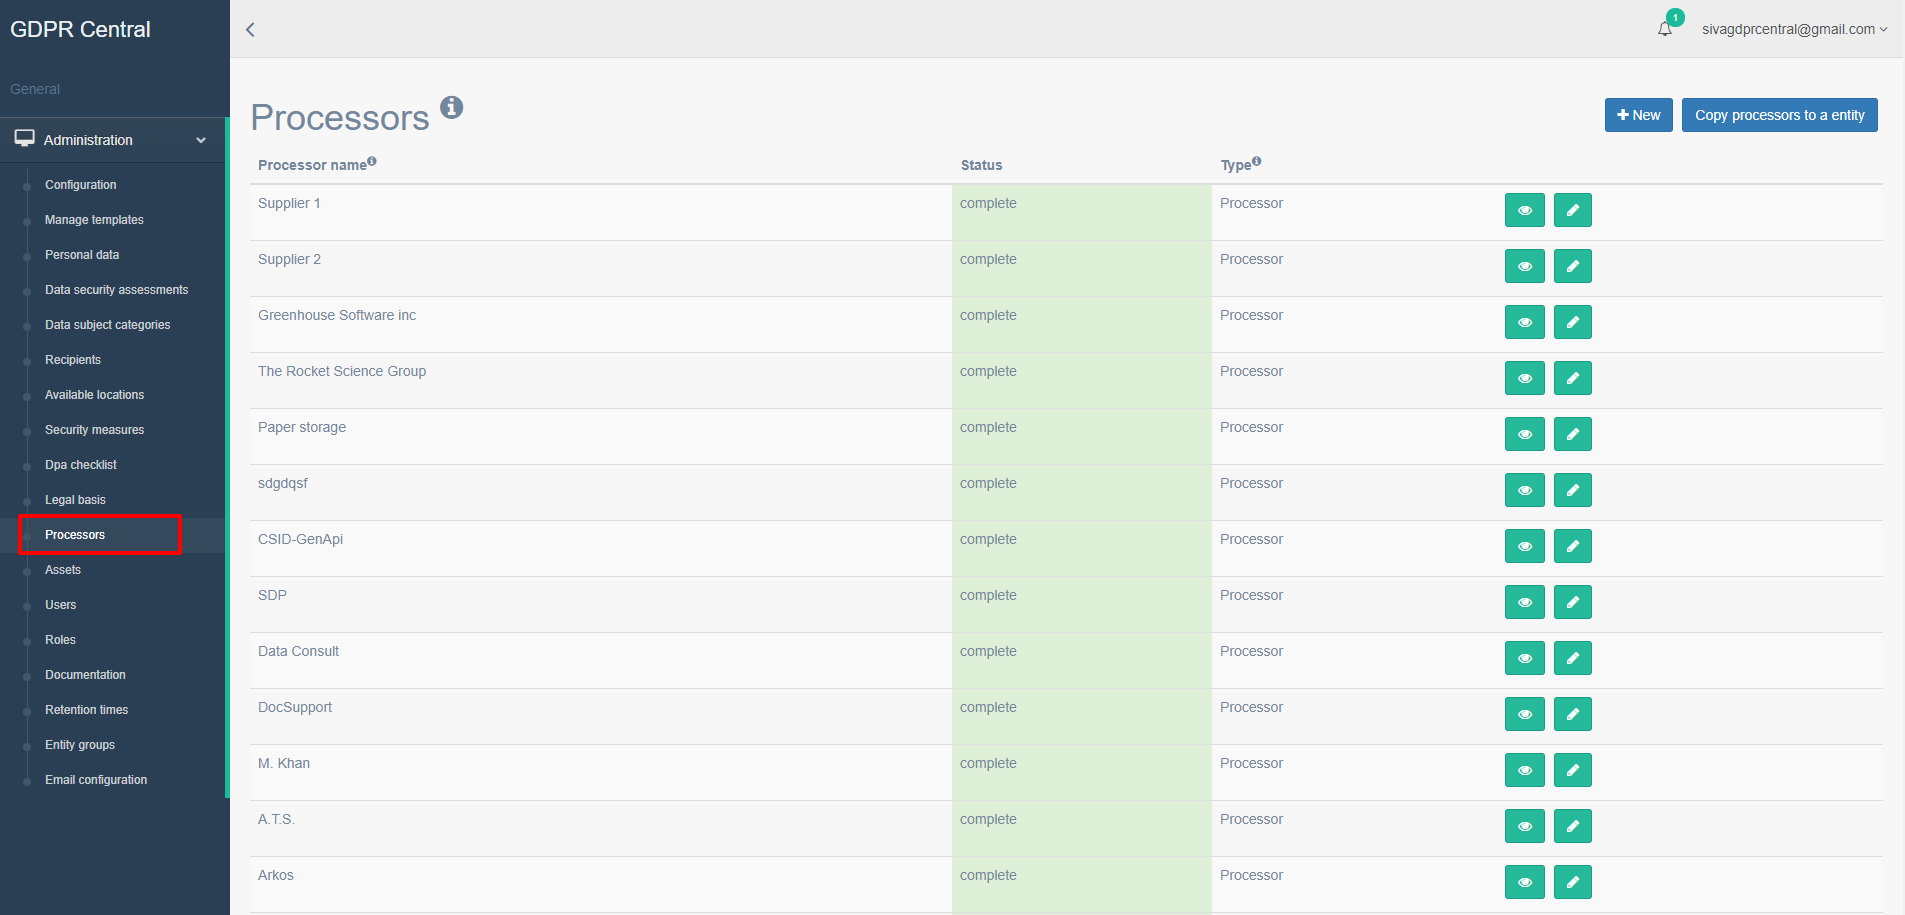 GDPR Central
1
sivagdprcentral@gmail.com
General
Administration
Configuration
Manage templates
Personal data
Data security assessments
Data subject categories
Recipients
Available locations
Security measures
Dpa checklist
Legal basis
Processors
Assets
Users
Roles
Documentation
Retention times
Entity groups
Email configuration
Processors
New
Copy processors to a entity
Processor name Status Type
Supplier 1 complete Processor
Supplier 2 complete Processor
Greenhouse Software inc complete Processor
The Rocket Science Group complete Processor
Paper storage complete Processor
sdgdqsf complete Processor
CSID-GenApi complete Processor
SDP complete Processor
Data Consult complete Processor
DocSupport complete Processor
M. Khan complete Processor
A.T.S. complete Processor
Arkos complete Processor